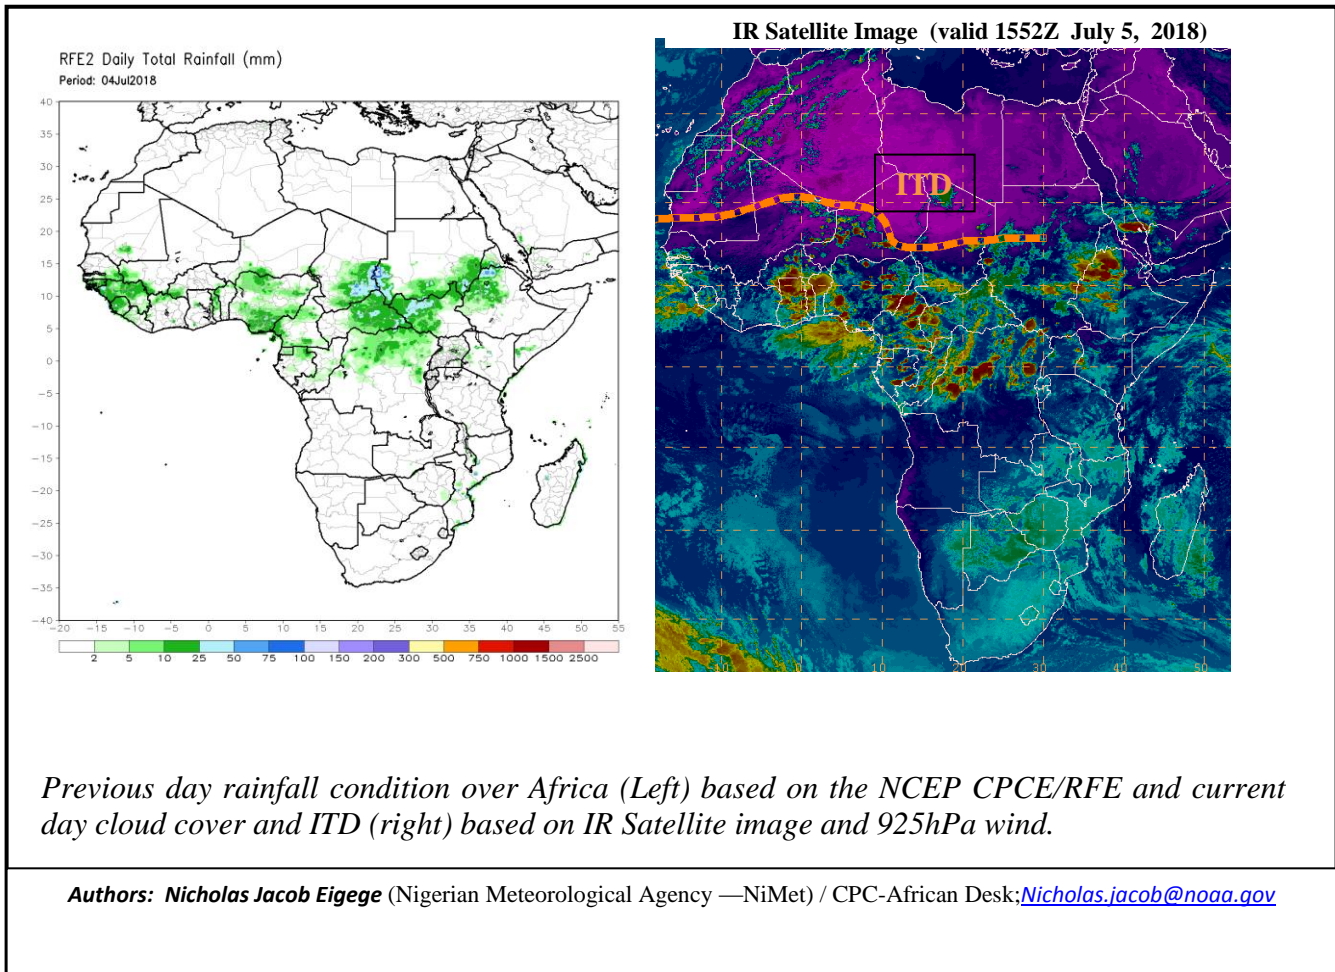 IR Satellite Image (valid 1552Z July 5, 2018)
RFE2 Daily Total Rainfall (mm)
Period: 04Jul2018
40
35
30
25
20
15
10
5
0
-5
-10
-15
-20
-25
-30
-35
-40
-20 -15 -10 -5 0 5 10 15 20 25 30 35 40 45 50 55
2 5 10 25 50 75 100 150 200 300 500 750 1000 1500 2500
ITD
10 20 30 40 50
Previous day rainfall condition over Africa (Left) based on the NCEP CPCE/RFE and current
day cloud cover and ITD (right) based on IR Satellite image and 925hPa wind.
Authors: Nicholas Jacob Eigege (Nigerian Meteorological Agency —NiMet) / CPC-African Desk;Nicholas.jacob@noaa.gov